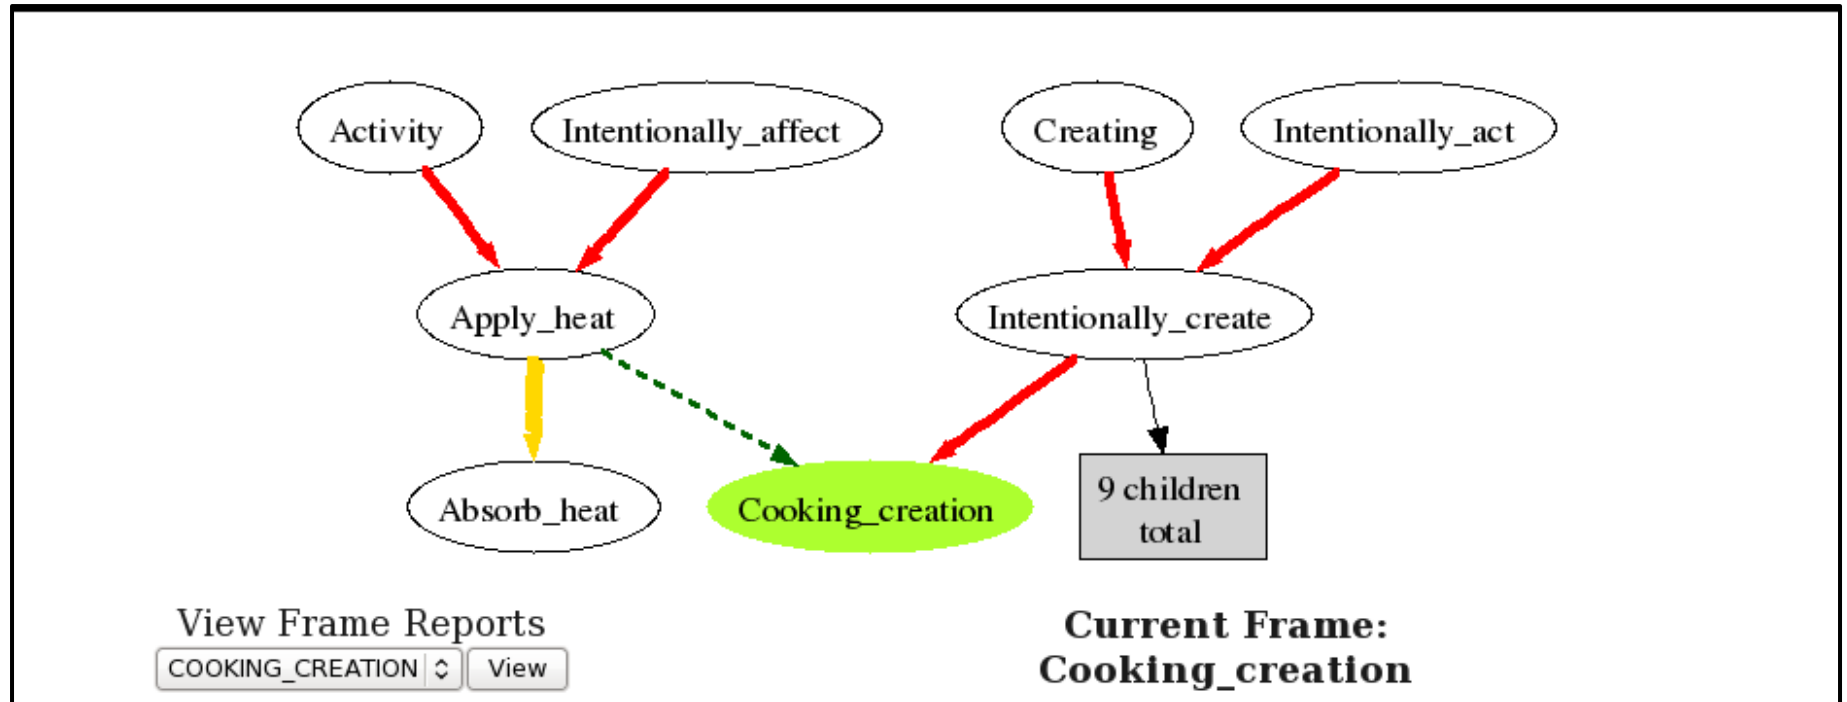 Activity
Intentionally_affect
Creating
Intentionally_act
Apply_heat
Intentionally_create
Absorb_heat
Cooking_creation
9 children
total
View Frame Reports
COOKING_CREATION
View
Current Frame:
Cooking_creation